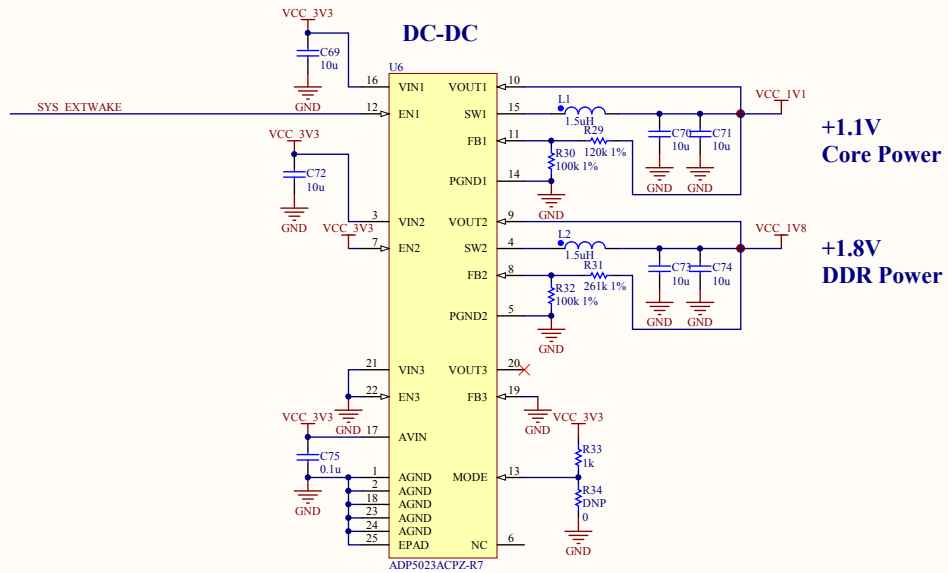 VCC_3V3
DC-DC
C69
10u
GND
U6
16 VIN1 VOUT1 10
SYS_EXTWAKE
12 EN1 SW1 15
L1
1.5uH
VCC_1V1
C70 C71
10u 10u
GND GND
+1.1V
Core Power
FB1 11
R29
120k 1%
R30
100k 1%
PGND1 14
GND
VCC_3V3
C72
10u
GND
3 VIN2 VOUT2 9
VCC_3V3
7 EN2 SW2 4
L2
1.5uH
VCC_1V8
C73 C74
10u 10u
GND GND
+1.8V
DDR Power
FB2 8
R31
261k 1%
R32
100k 1%
PGND2 5
GND
21 VIN3 VOUT3 20
22 EN3 FB3 19
GND
GND
VCC_3V3
17 AVIN
C75
0.1u
GND
VCC_3V3
R33
1k
1 AGND MODE 13
2 AGND
18 AGND
23 AGND
24 AGND
25 EPAD NC 6
R34
DNP
0
GND
ADP5023ACPZ-R7